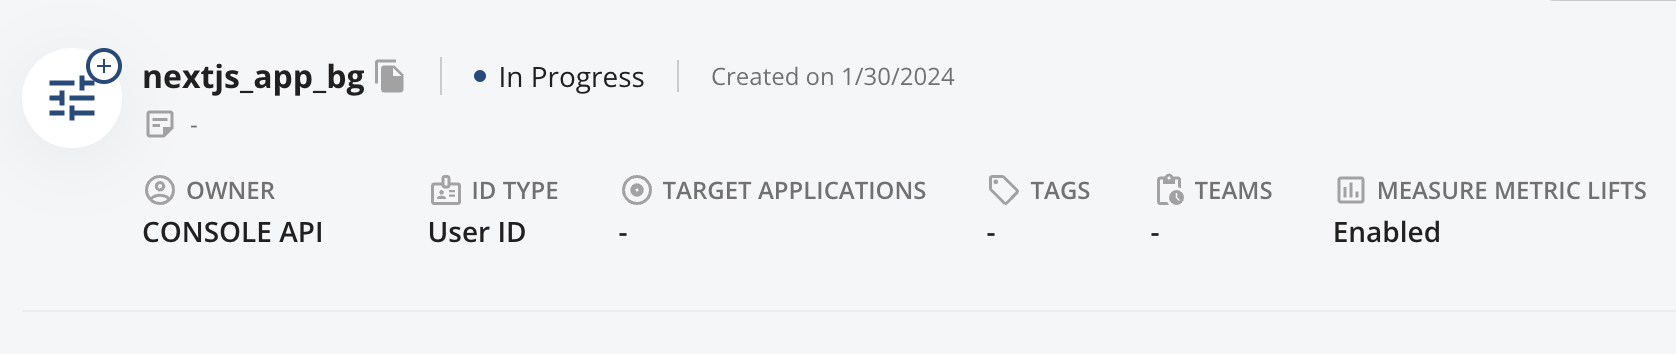 nextjs_app_bg In Progress Created on 1/30/2024
-
OWNER ID TYPE TARGET APPLICATIONS TAGS TEAMS MEASURE METRIC LIFTS
CONSOLE API User ID - - - Enabled